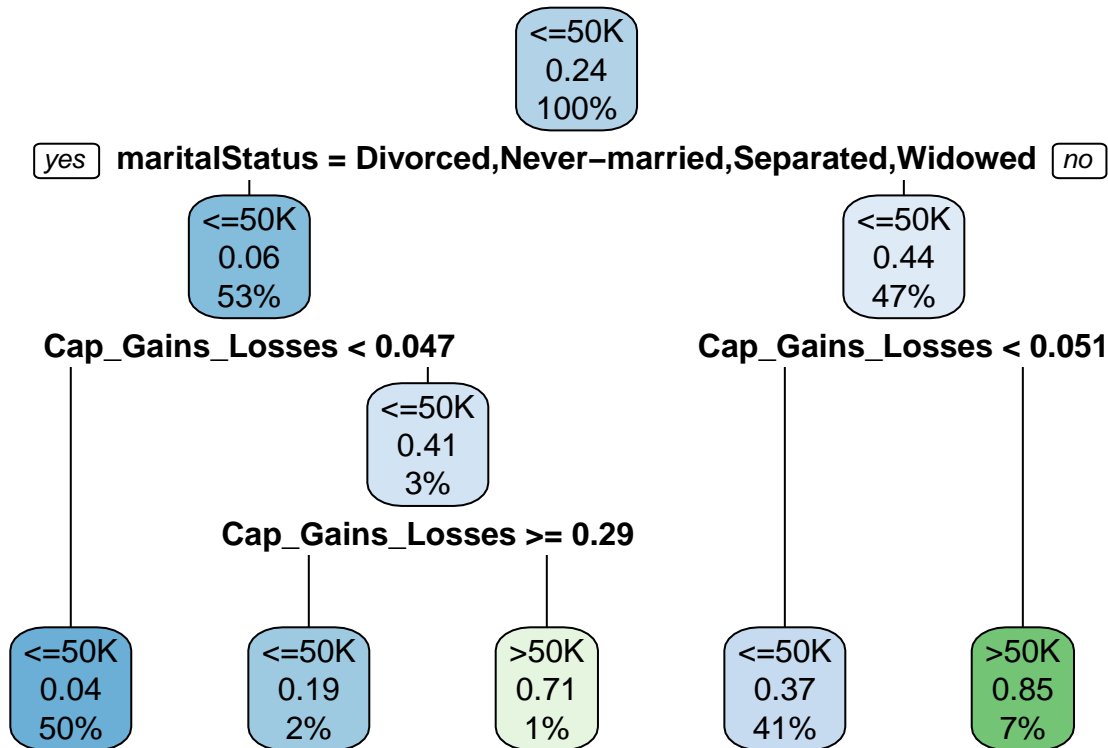 <=50K
0.24
100%
yes maritalStatus = Divorced,Never−married,Separated,Widowed no
<=50K
0.06
53%
<=50K
0.44
47%
Cap_Gains_Losses < 0.047
Cap_Gains_Losses < 0.051
<=50K
0.41
3%
Cap_Gains_Losses >= 0.29
<=50K
0.04
50%
<=50K
0.19
2%
>50K
0.71
1%
<=50K
0.37
41%
>50K
0.85
7%